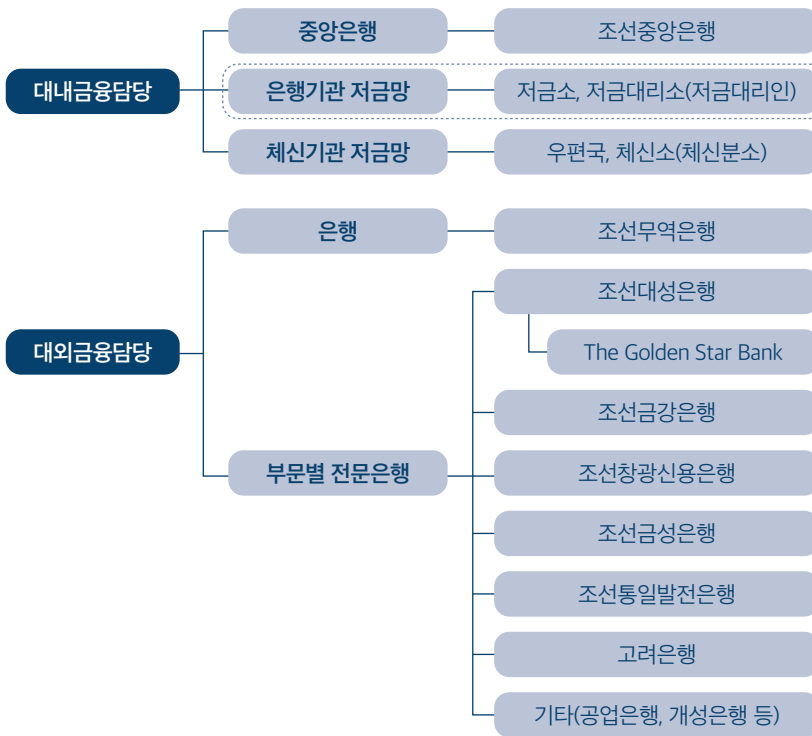 대내금융담당
중앙은행
조선중앙은행
은행기관 저금망
저금소, 저금대리소(저금대리인)
체신기관 저금망
우편국, 체신소(체신분소)
대외금융담당
은행
조선무역은행
부문별 전문은행
조선대성은행
The Golden Star Bank
조선금강은행
조선창광신용은행
조선금성은행
조선통일발전은행
고려은행
기타(공업은행, 개성은행 등)